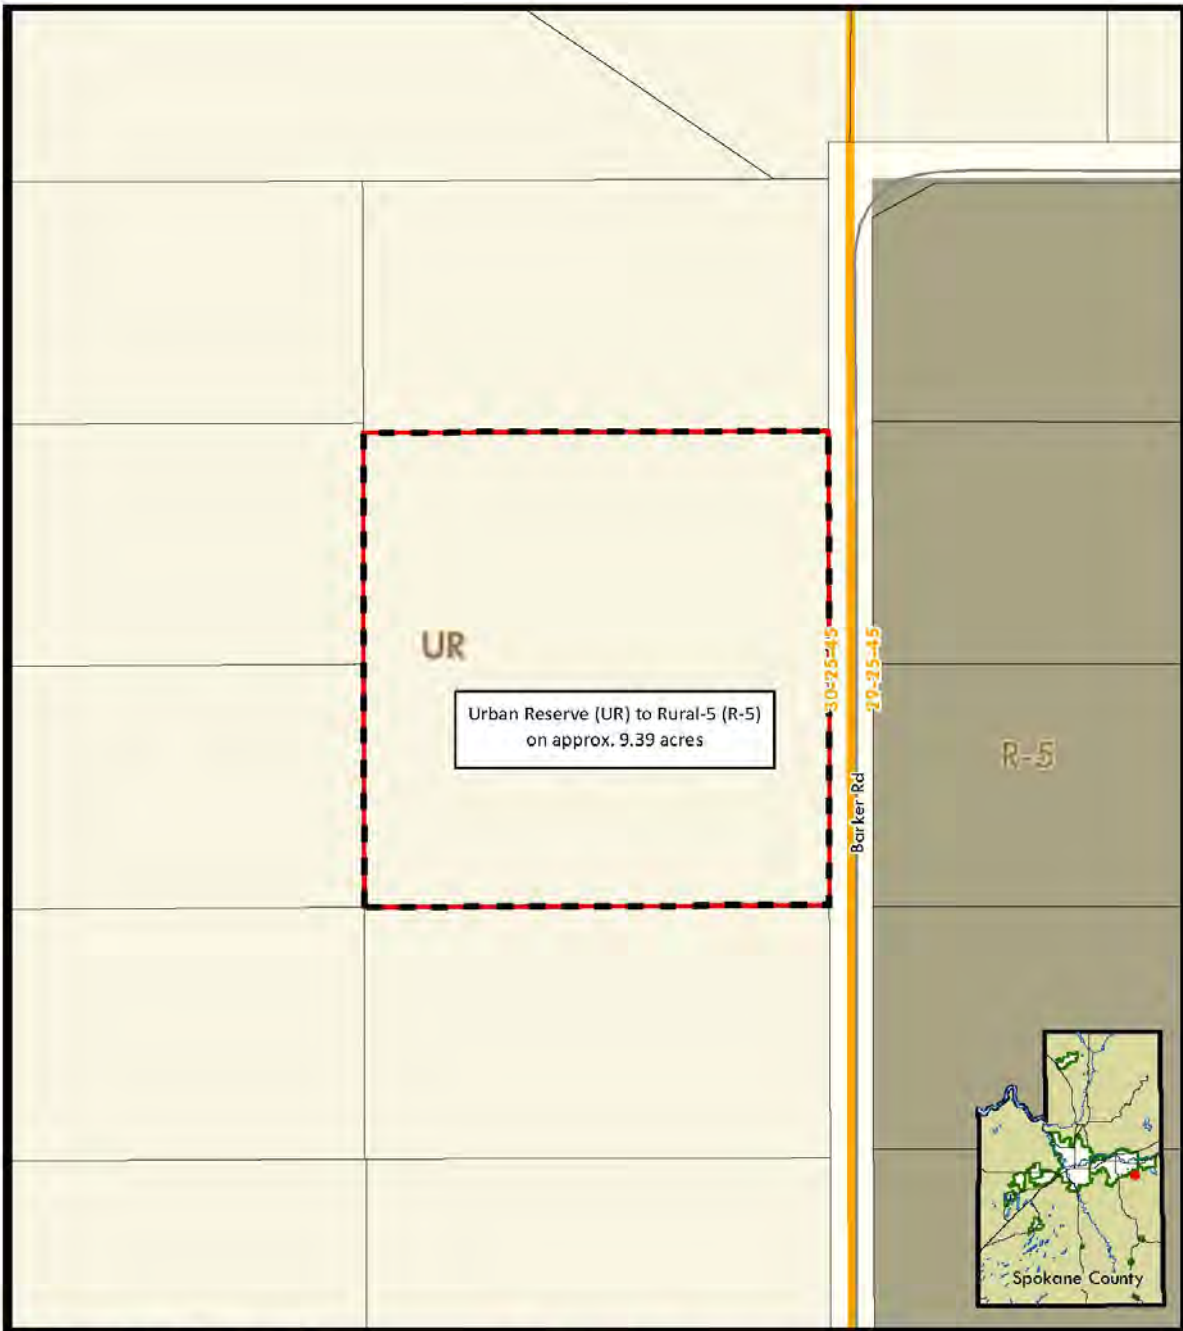 UR
Urban Reserve (UR) to Rural-5 (R-5)
on approx. 9.39 acres
30-25-45
29-25-45
Barker Rd
R-5
Spokane County